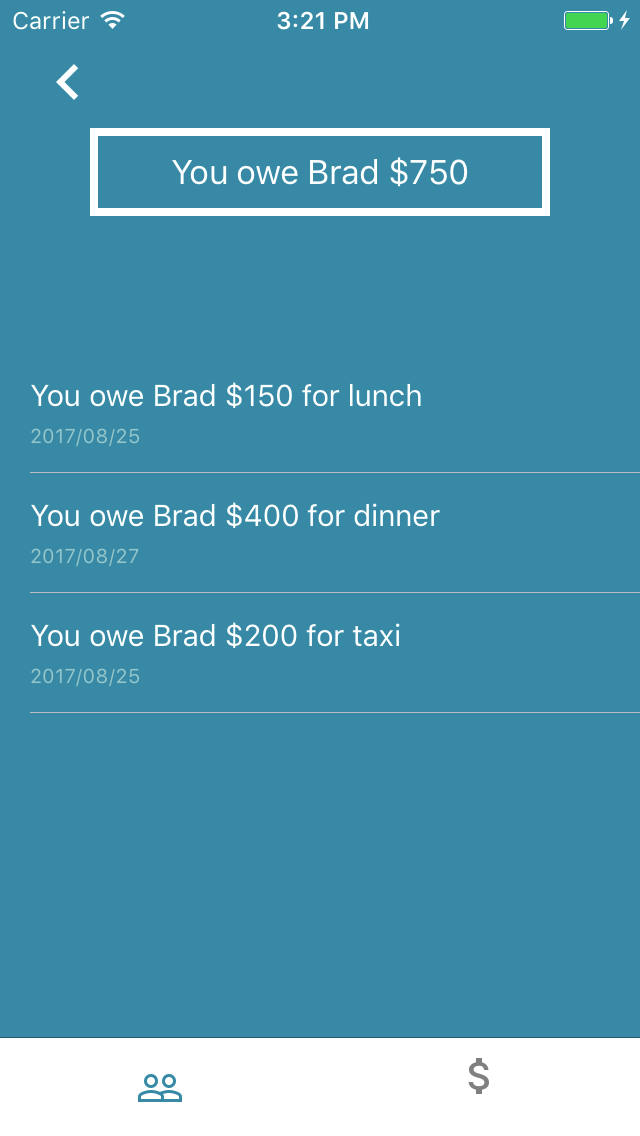 Carrier 3:21 PM
You owe Brad $750
You owe Brad $150 for lunch
2017/08/25
You owe Brad $400 for dinner
2017/08/27
You owe Brad $200 for taxi
2017/08/25
$